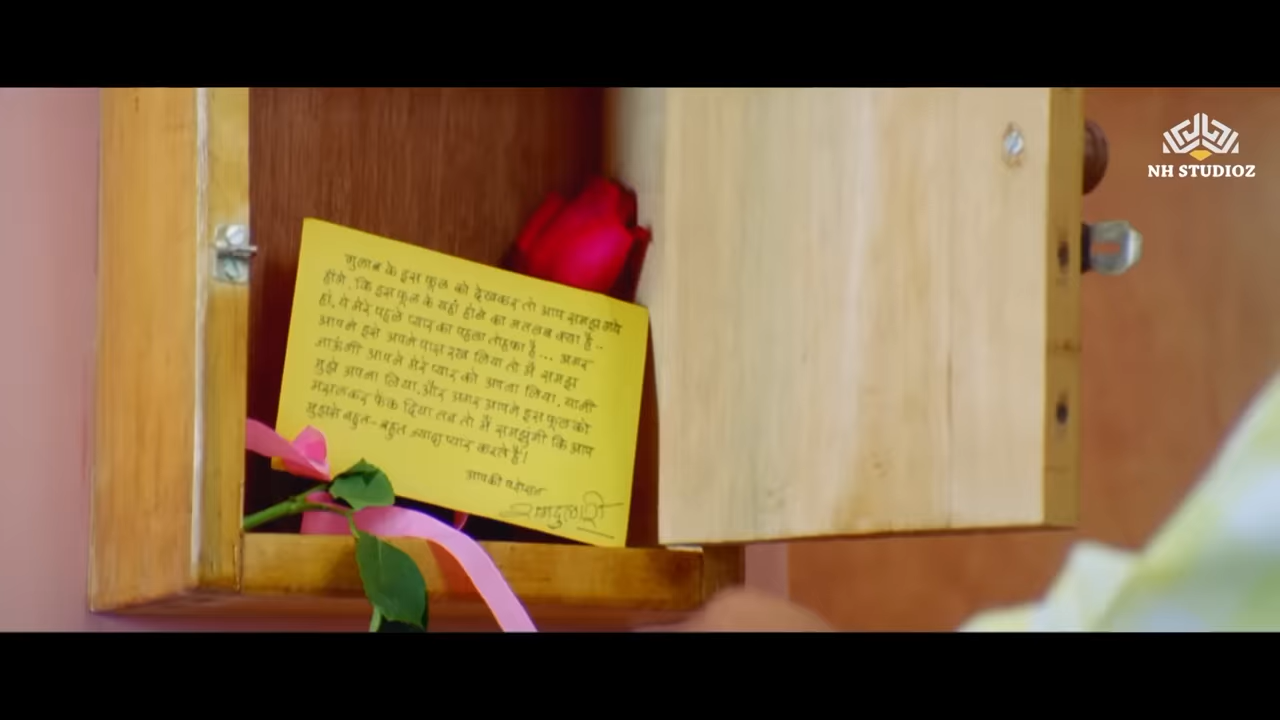 NH STUDIOZ
गुलाब के इस फूल को देखकर तो आप समझ गये
होंगे. कि इस फूल के यहाँ होने का मतलब क्या है..
हाँ. ये मेरे पहले प्यार का पहला तोहफा है... अगर
आपने इसे अपने पास रख लिया तो मैं समझ
जाऊँगी आपने मेरे प्यार को अपना लिया. यानी
मुझे अपना लिया. और अगर आपने इस फूल को
मसलकर फेंक दिया तब तो मैं समझूंगी कि आप
मुझसे बहुत-बहुत ज्यादा प्यार करते हैं!
आपकी
रामदुलारी